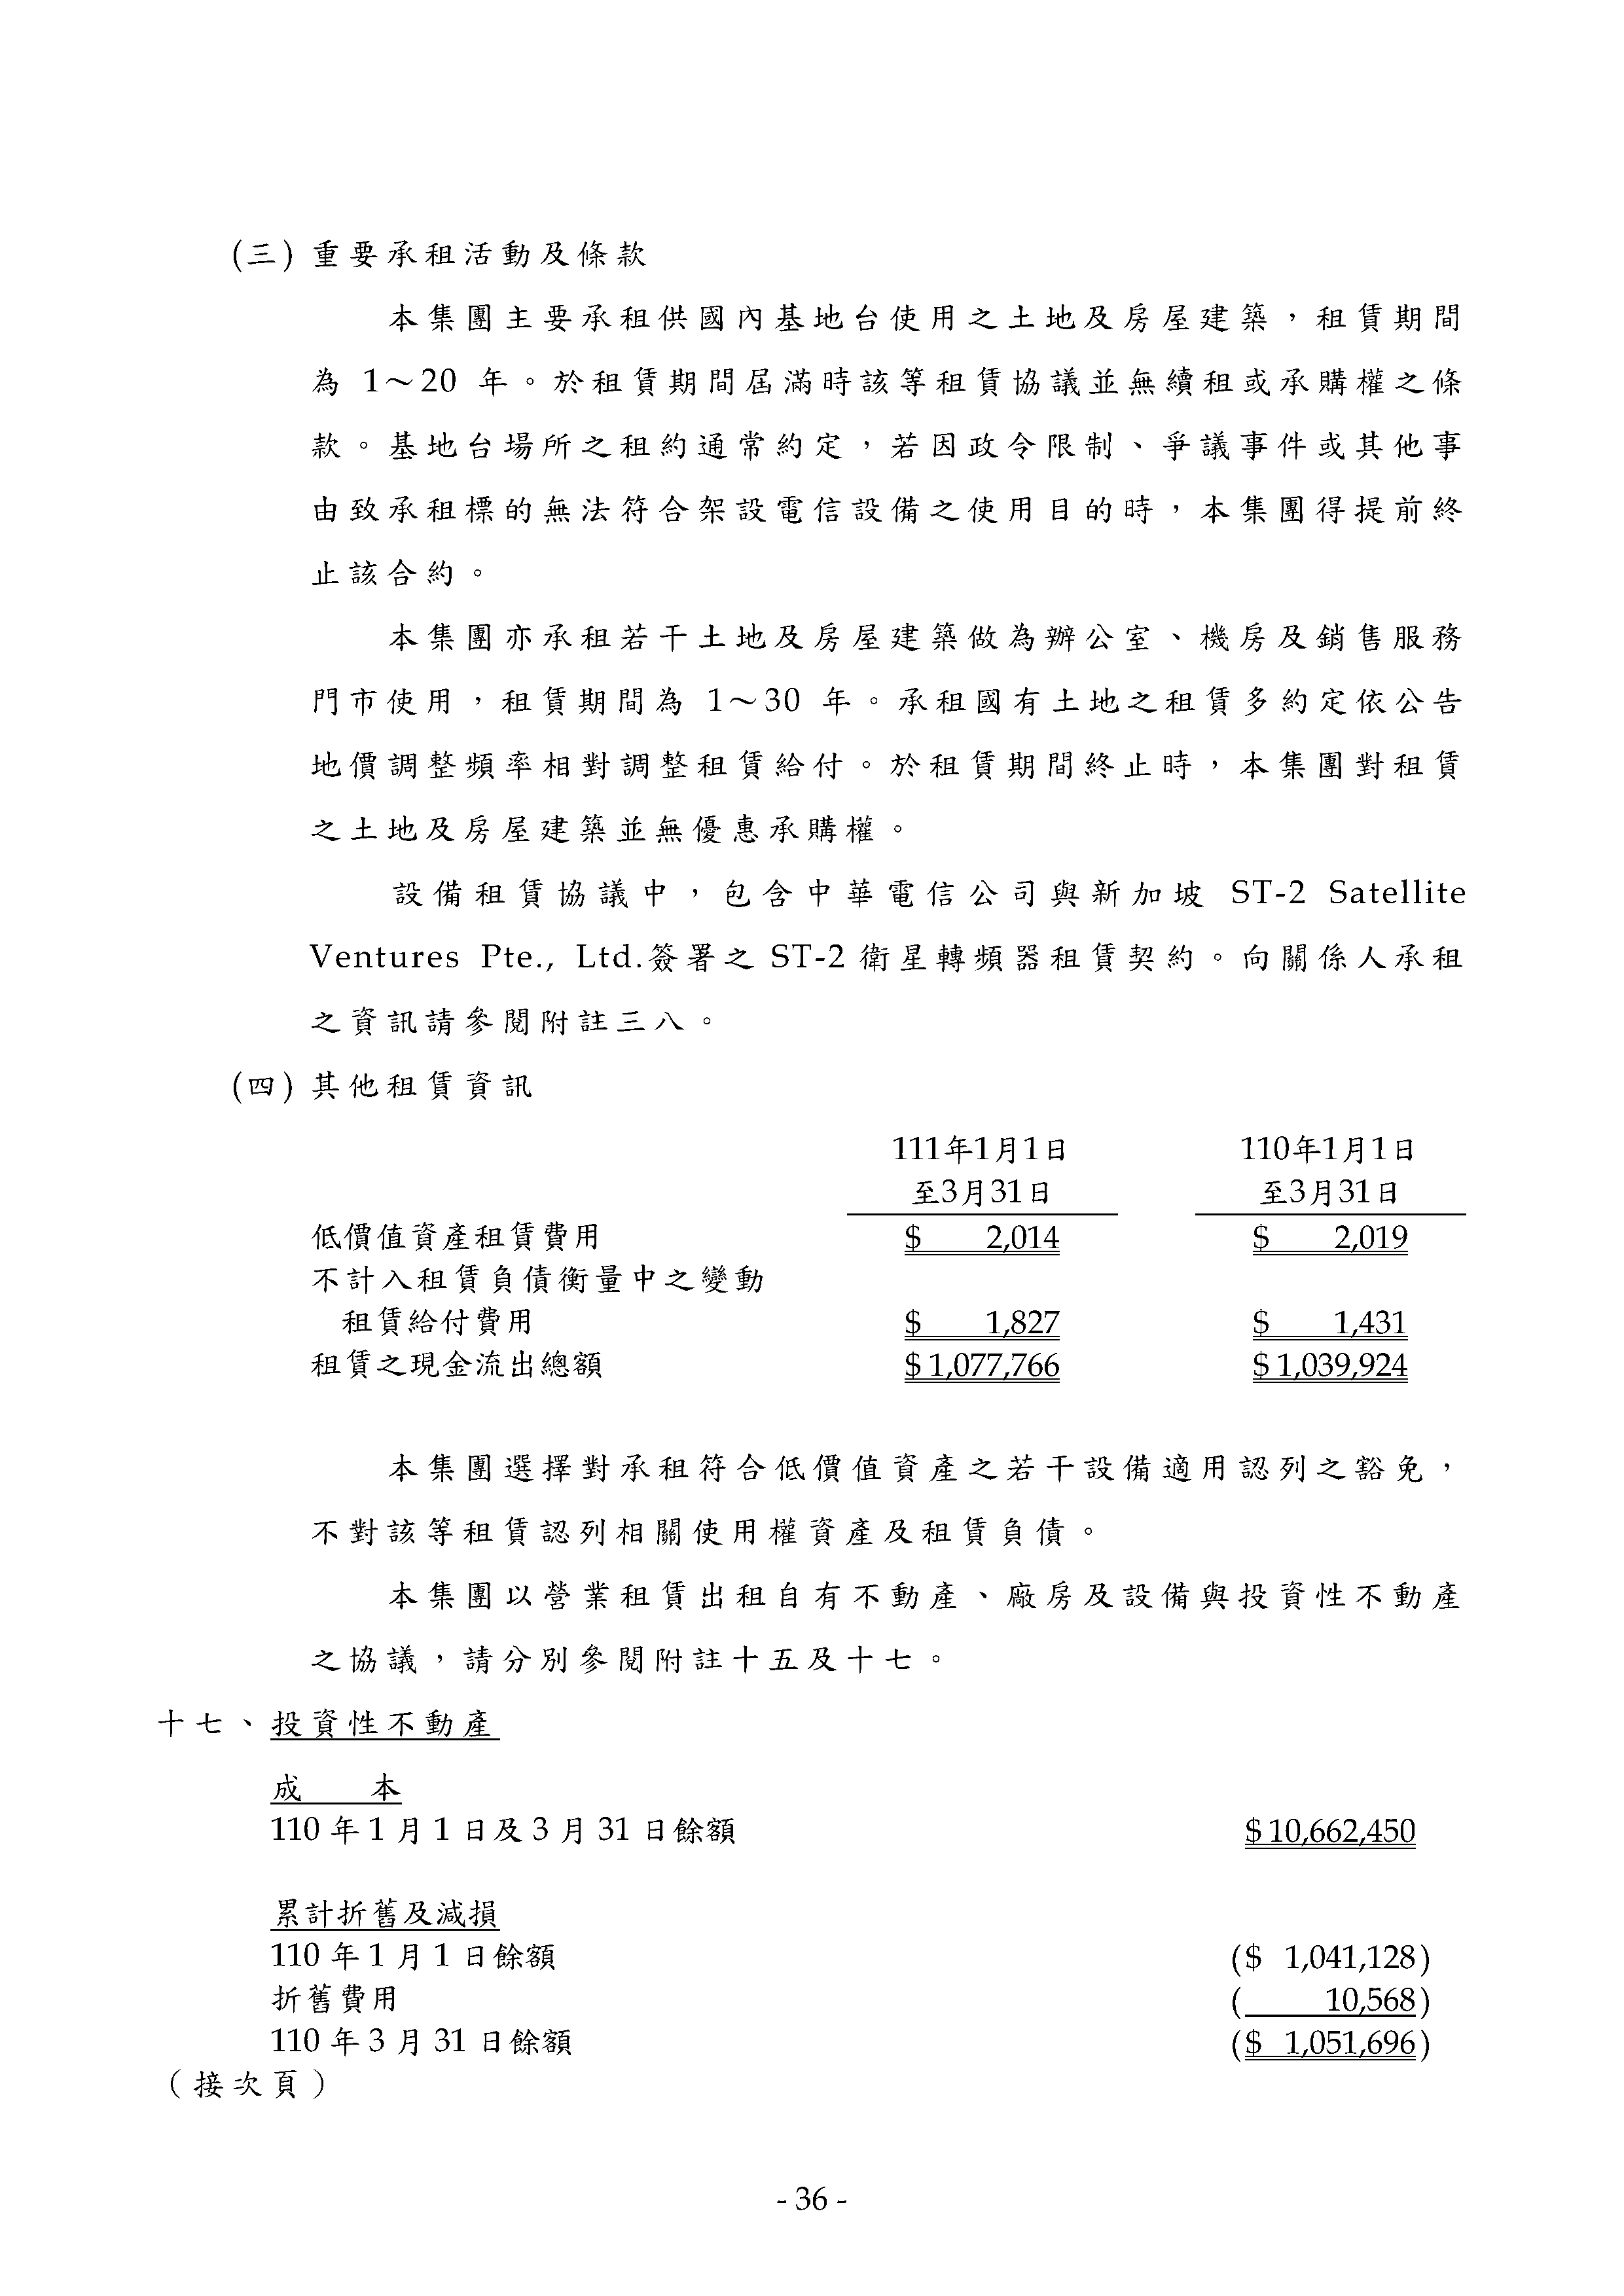 (三) 重要承租活動及條款
本集團主要承租供國內基地台使用之土地及房屋建築，租賃期間
為 1～20 年。於租賃期間屆滿時該等租賃協議並無續租或承購權之條
款。基地台場所之租約通常約定，若因政令限制、爭議事件或其他事
由致承租標的無法符合架設電信設備之使用目的時，本集團得提前終
止該合約。
本集團亦承租若干土地及房屋建築做為辦公室、機房及銷售服務
門市使用，租賃期間為 1～30 年。承租國有土地之租賃多約定依公告
地價調整頻率相對調整租賃給付。於租賃期間終止時，本集團對租賃
之土地及房屋建築並無優惠承購權。
設備租賃協議中，包含中華電信公司與新加坡 ST-2 Satellite
Ventures Pte., Ltd.簽署之 ST-2 衛星轉頻器租賃契約。向關係人承租
之資訊請參閱附註三八。
(四) 其他租賃資訊
111年1月1日 110年1月1日
至3月31日 至3月31日
低價值資產租賃費用 $ 2,014 $ 2,019
不計入租賃負債衡量中之變動
租賃給付費用 $ 1,827 $ 1,431
租賃之現金流出總額 $ 1,077,766 $ 1,039,924
本集團選擇對承租符合低價值資產之若干設備適用認列之豁免，
不對該等租賃認列相關使用權資產及租賃負債。
本集團以營業租賃出租自有不動產、廠房及設備與投資性不動產
之協議，請分別參閱附註十五及十七。
十七、投資性不動產
成 本
110 年 1 月 1 日及 3 月 31 日餘額 $ 10,662,450
累計折舊及減損
110 年 1 月 1 日餘額 ($ 1,041,128)
折舊費用 ( 10,568)
110 年 3 月 31 日餘額 ($ 1,051,696)
（接次頁）
- 36 -